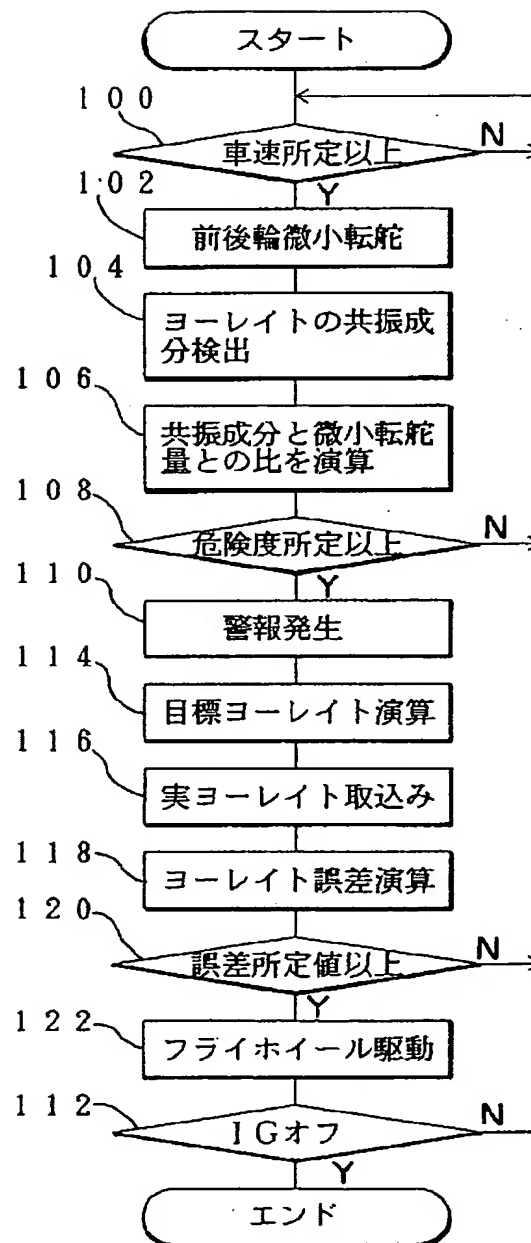 スタート
100
車速所定以上
N
Y
102
前後輪微小転舵
104
ヨーレイトの共振成
分検出
106
共振成分と微小転舵
量との比を演算
108
危険度所定以上
N
Y
110
警報発生
114
目標ヨーレイト演算
116
実ヨーレイト取込み
118
ヨーレイト誤差演算
120
誤差所定値以上
N
Y
122
フライホイール駆動
112
IGオフ
N
Y
エンド